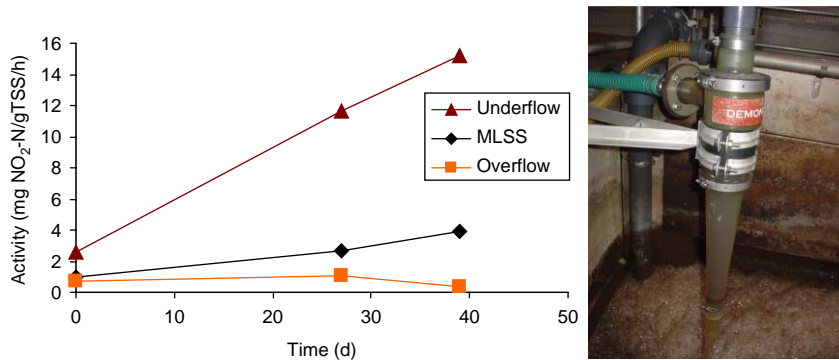 Activity (mg NO₂-N/gTSS/h)
16
14
12
10
8
6
4
2
0
0
10
20
30
40
50
Time (d)
Underflow
MLSS
Overflow
DEMON